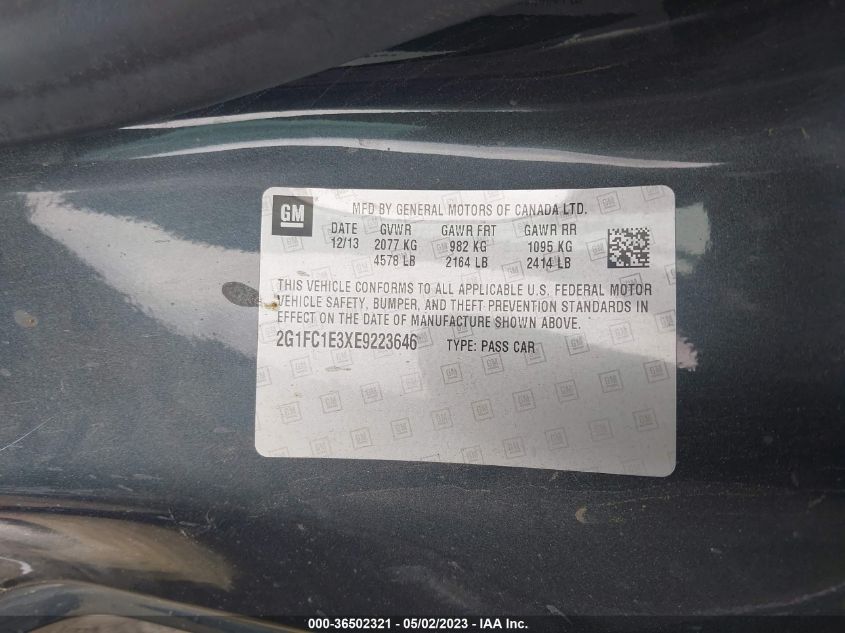 GM
MFD BY GENERAL MOTORS OF CANADA LTD.
DATE GVWR GAWR FRT GAWR RR
12/13 2077 KG 982 KG 1095 KG
4578 LB 2164 LB 2414 LB
THIS VEHICLE CONFORMS TO ALL APPLICABLE U.S. FEDERAL MOTOR
VEHICLE SAFETY, BUMPER, AND THEFT PREVENTION STANDARDS IN
EFFECT ON THE DATE OF MANUFACTURE SHOWN ABOVE.
2G1FC1E3XE9223646 TYPE: PASS CAR
000-36502321 - 05/02/2023 - IAA Inc.